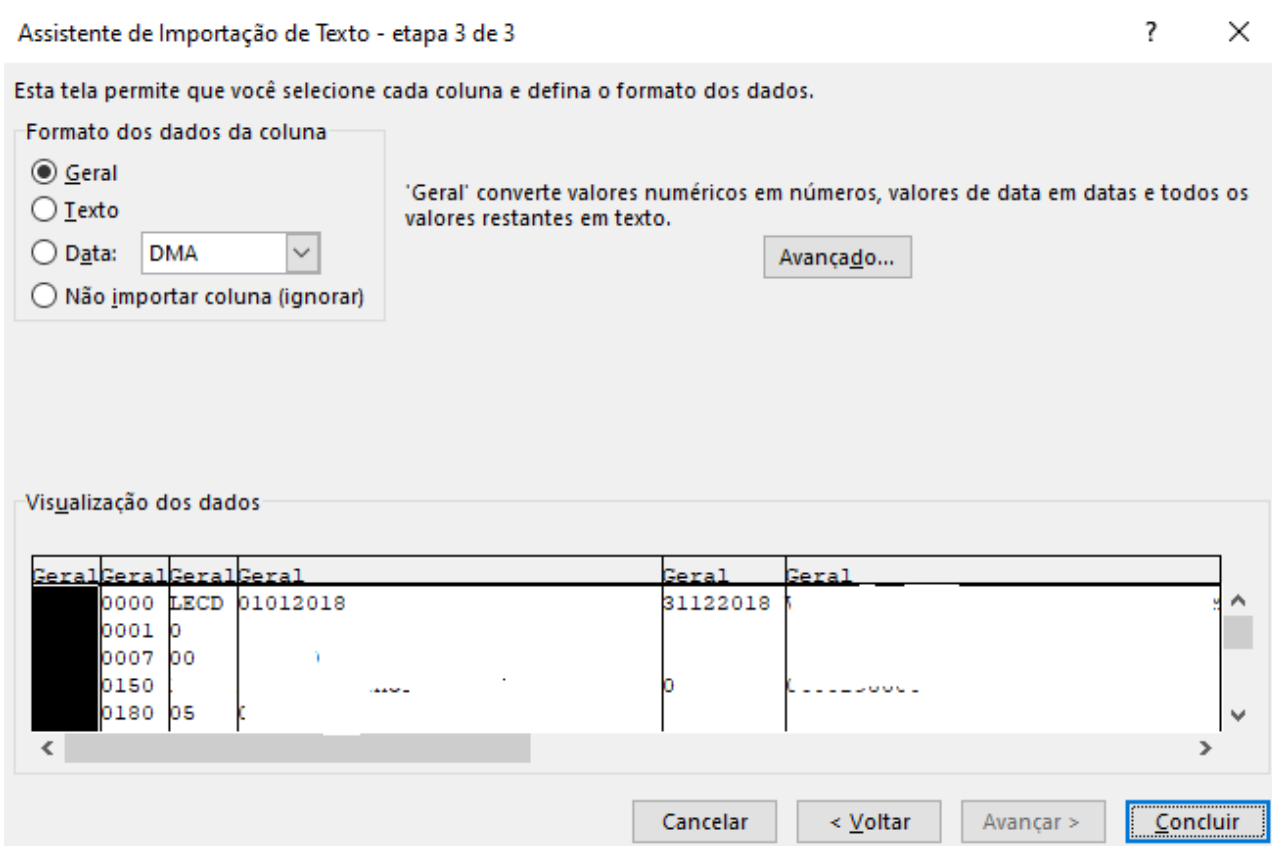 Assistente de Importação de Texto - etapa 3 de 3
? ×
Esta tela permite que você selecione cada coluna e defina o formato dos dados.
Formato dos dados da coluna
Geral
Texto
Data: DMA
Não importar coluna (ignorar)
'Geral' converte valores numéricos em números, valores de data em datas e todos os
valores restantes em texto.
Avançado...
Visualização dos dados
Geral Geral Geral Geral Geral Geral
0000 LECD 01012018 31122018
0001 0
0007 00
0150 0
0180 05
Cancelar < Voltar Avançar > Concluir